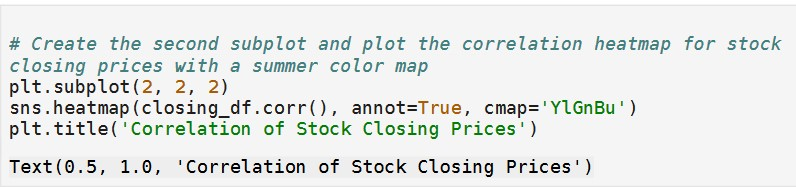 # Create the second subplot and plot the correlation heatmap for stock
closing prices with a summer color map
plt.subplot(2, 2, 2)
sns.heatmap(closing_df.corr(), annot=True, cmap='YlGnBu')
plt.title('Correlation of Stock Closing Prices')
Text(0.5, 1.0, 'Correlation of Stock Closing Prices')